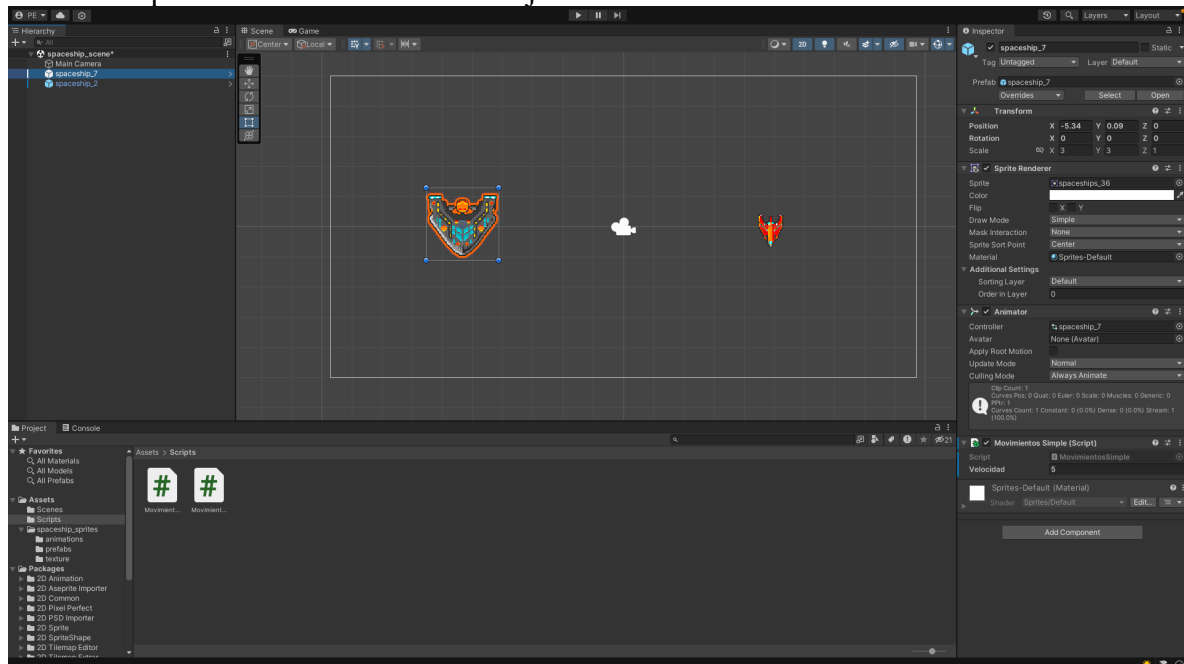 PE
Layers
Layout
Hierarchy
All
spaceship_scene*
Main Camera
spaceship_7
spaceship_2
Scene
Game
Center
Local
2D
Inspector
spaceship_7
Static
Tag Untagged
Layer Default
Prefab spaceship_7
Overrides Select Open
Transform
Position X -5.34 Y 0.09 Z 0
Rotation X 0 Y 0 Z 0
Scale X 3 Y 3 Z 1
Sprite Renderer
Sprite spaceships_36
Color
Flip X Y
Draw Mode Simple
Mask Interaction None
Sprite Sort Point Center
Material Sprites-Default
Additional Settings
Sorting Layer Default
Order in Layer 0
Animator
Controller spaceship_7
Avatar None (Avatar)
Apply Root Motion
Update Mode Normal
Culling Mode Always Animate
Clip Count: 1
Curves Pos: 0 Quat: 0 Euler: 0 Scale: 0 Muscles: 0 Generic: 0
PPtr: 1
Curves Count: 1 Constant: 0 (0.0%) Dense: 0 (0.0%) Stream: 1
(100.0%)
Movimientos Simple (Script)
Script MovimientosSimple
Velocidad 5
Sprites-Default (Material)
Shader Sprites/Default Edit...
Add Component
Project
Console
21
Favorites
All Materials
All Models
All Prefabs
Assets
Scenes
Scripts
spaceship_sprites
animations
prefabs
texture
Packages
2D Animation
2D Aseprite Importer
2D Common
2D Pixel Perfect
2D PSD Importer
2D Sprite
2D SpriteShape
2D Tilemap Editor
2D Tilemap Extras
Assets > Scripts
Movimient...
Movimient...